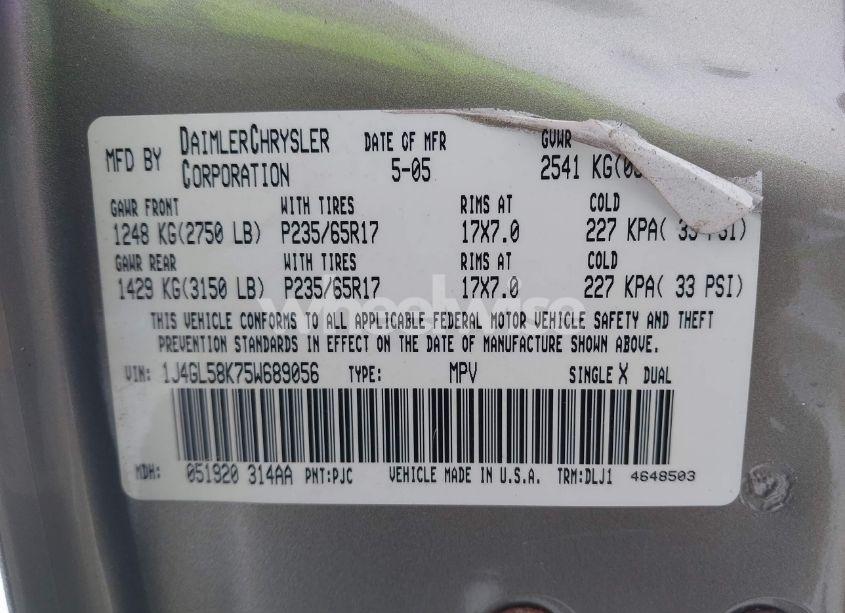 MFD BY DAIMLERCHRYSLER CORPORATION DATE OF MFR 5-05 GVWR 2541 KG(
GAWR FRONT WITH TIRES RIMS AT COLD
1248 KG(2750 LB) P235/65R17 17X7.0 227 KPA( 33 PSI)
GAWR REAR WITH TIRES RIMS AT COLD
1429 KG(3150 LB) P235/65R17 17X7.0 227 KPA( 33 PSI)
THIS VEHICLE CONFORMS TO ALL APPLICABLE FEDERAL MOTOR VEHICLE SAFETY AND THEFT
PREVENTION STANDARDS IN EFFECT ON THE DATE OF MANUFACTURE SHOWN ABOVE.
VIN: 1J4GL58K75W689056 TYPE: MPV SINGLE X DUAL
MDH: 051920 314AA PNT:PJC VEHICLE MADE IN U.S.A. TRM:DLJ1 4648503
wheelwise